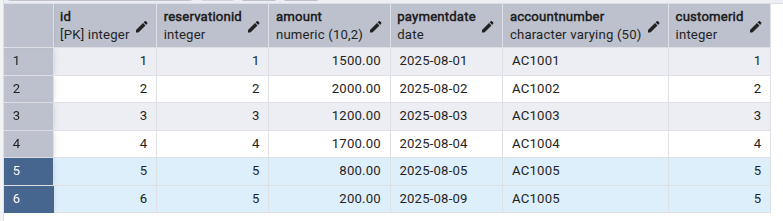 id reservationid amount paymentdate accountnumber customerid
[PK] integer integer numeric (10,2) date character varying (50) integer
1 1 1 1500.00 2025-08-01 AC1001 1
2 2 2 2000.00 2025-08-02 AC1002 2
3 3 3 1200.00 2025-08-03 AC1003 3
4 4 4 1700.00 2025-08-04 AC1004 4
5 5 5 800.00 2025-08-05 AC1005 5
6 6 5 200.00 2025-08-09 AC1005 5